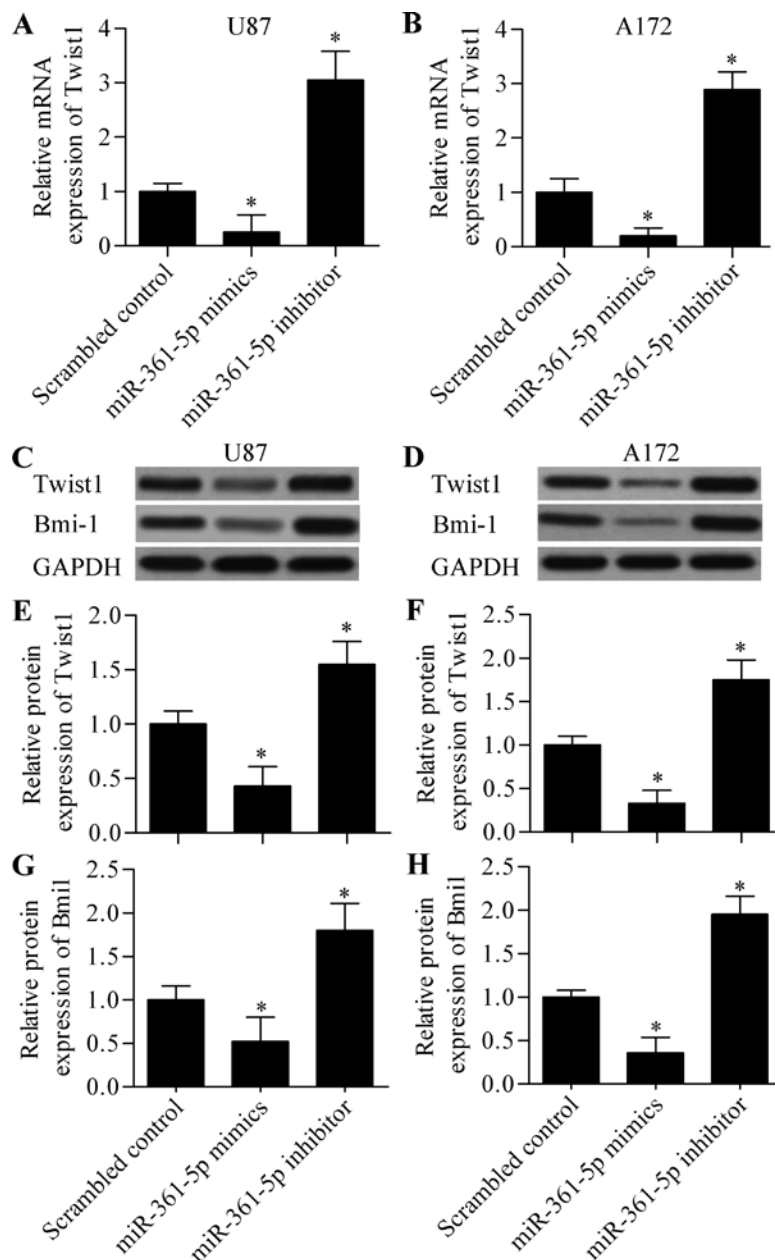 A
U87
Relative mRNA
expression of Twist1
4
3
2
1
0
*
*
Scrambled control
miR-361-5p mimics
miR-361-5p inhibitor
B
A172
Relative mRNA
expression of Twist1
4
3
2
1
0
*
*
Scrambled control
miR-361-5p mimics
miR-361-5p inhibitor
C
U87
Twist1
Bmi-1
GAPDH
D
A172
Twist1
Bmi-1
GAPDH
E
Relative protein
expression of Twist1
2.0
1.5
1.0
0.5
0.0
*
*
F
Relative protein
expression of Twist1
2.5
2.0
1.5
1.0
0.5
0.0
*
*
G
Relative protein
expression of Bmi1
2.5
2.0
1.5
1.0
0.5
0.0
*
*
Scrambled control
miR-361-5p mimics
miR-361-5p inhibitor
H
Relative protein
expression of Bmi1
2.5
2.0
1.5
1.0
0.5
0.0
*
*
Scrambled control
miR-361-5p mimics
miR-361-5p inhibitor